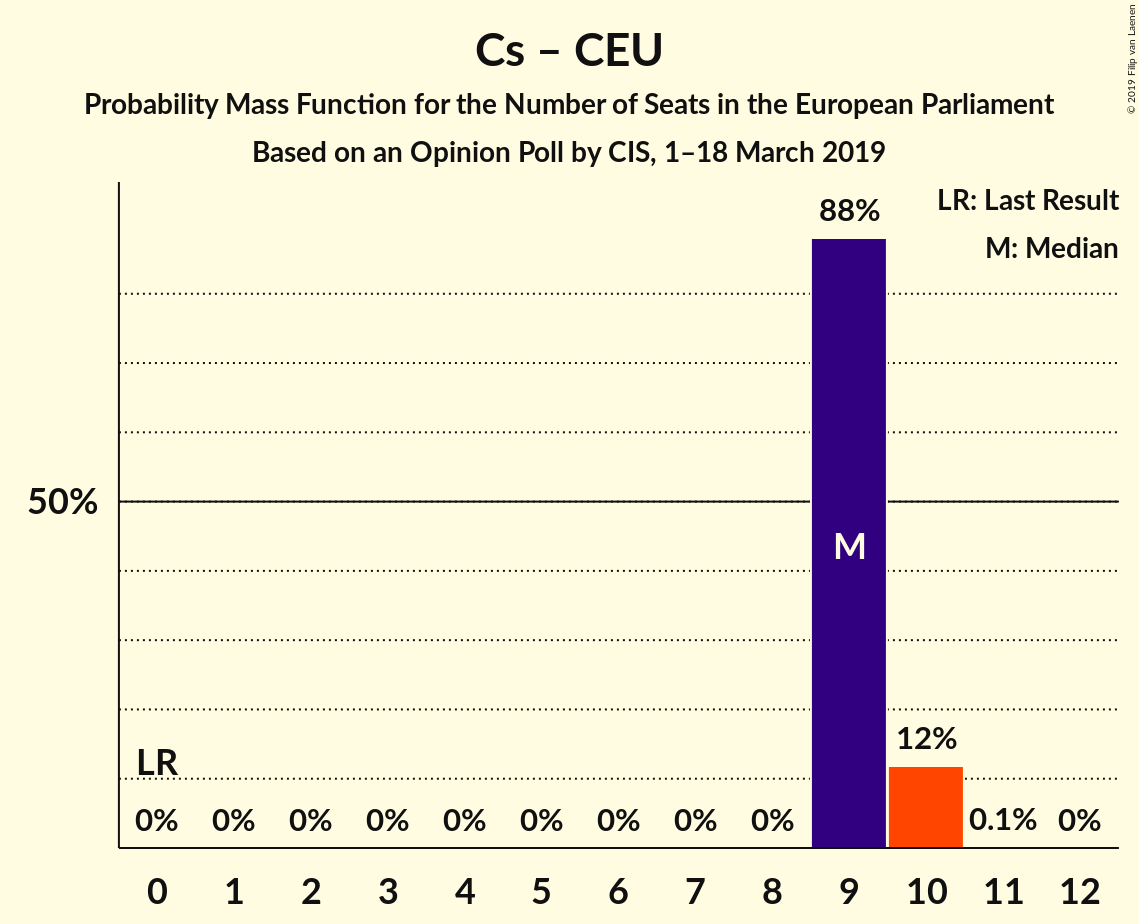 Cs – CEU
Probability Mass Function for the Number of Seats in the European Parliament
Based on an Opinion Poll by CIS, 1–18 March 2019
© 2019 Filip van Laenen
LR: Last Result
M: Median
88%
50%
M
12%
LR
0% 0% 0% 0% 0% 0% 0% 0% 0% 0.1% 0%
0 1 2 3 4 5 6 7 8 9 10 11 12